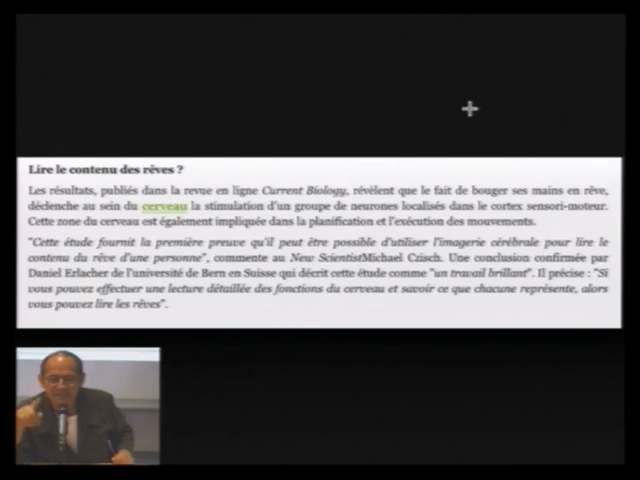 Lire le contenu des rêves ?
Les résultats, publiés dans la revue en ligne Current Biology, révèlent que le fait de bouger ses mains en rêve,
déclenche au sein du cerveau la stimulation d'un groupe de neurones localisés dans le cortex sensori-moteur.
Cette zone du cerveau est également impliquée dans la planification et l'exécution des mouvements.
"Cette étude fournit la première preuve qu'il peut être possible d'utiliser l'imagerie cérébrale pour lire le
contenu du rêve d'une personne", commente au New ScientistMichael Czisch. Une conclusion confirmée par
Daniel Erlacher de l'université de Bern en Suisse qui décrit cette étude comme "un travail brillant". Il précise : "Si
vous pouvez effectuer une lecture détaillée des fonctions du cerveau et savoir ce que chacune représente, alors
vous pouvez lire les rêves".